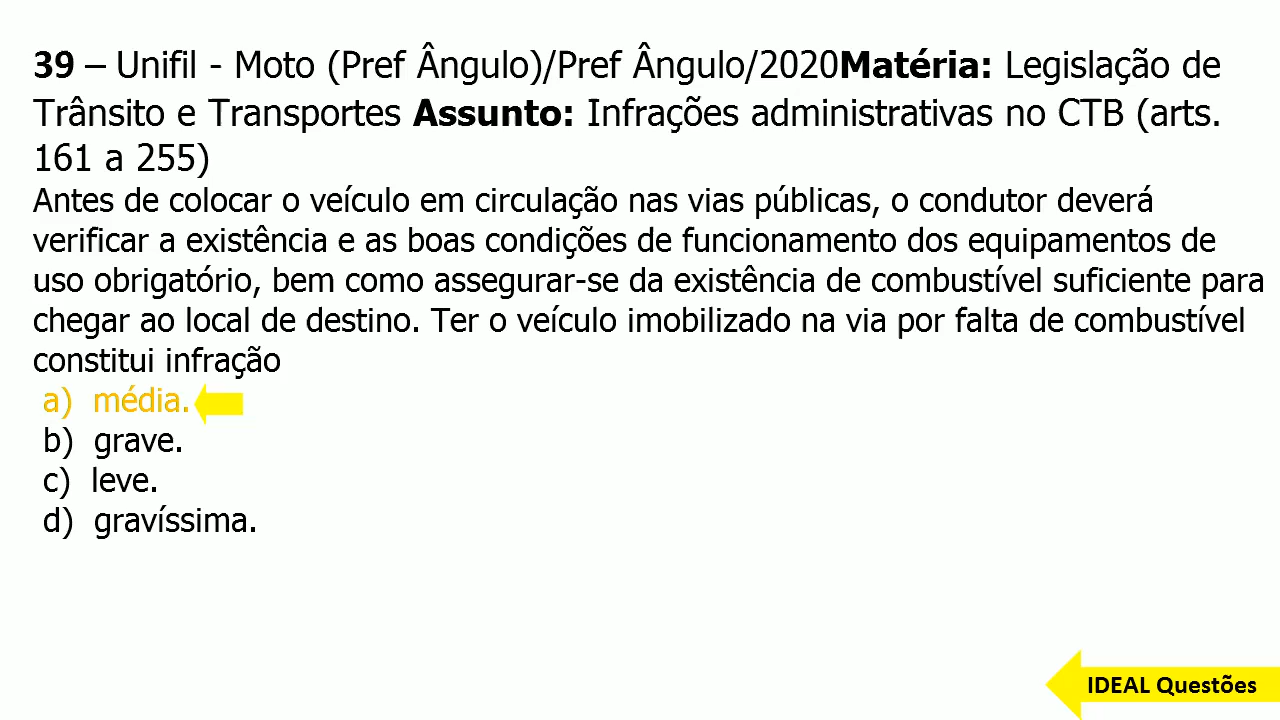 39 – Unifil - Moto (Pref Ângulo)/Pref Ângulo/2020Matéria: Legislação de
Trânsito e Transportes Assunto: Infrações administrativas no CTB (arts.
161 a 255)
Antes de colocar o veículo em circulação nas vias públicas, o condutor deverá
verificar a existência e as boas condições de funcionamento dos equipamentos de
uso obrigatório, bem como assegurar-se da existência de combustível suficiente para
chegar ao local de destino. Ter o veículo imobilizado na via por falta de combustível
constitui infração
a) média.
b) grave.
c) leve.
d) gravíssima.
IDEAL Questões